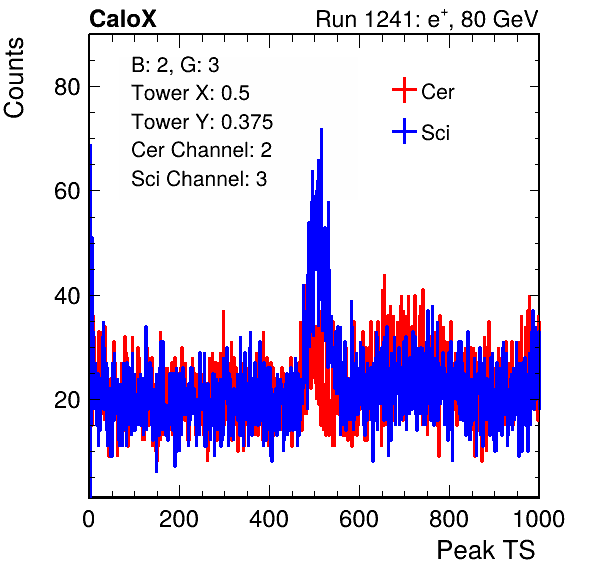 CaloX Run 1241: e⁺, 80 GeV
Counts
B: 2, G: 3
Tower X: 0.5
Tower Y: 0.375
Cer Channel: 2
Sci Channel: 3
Cer
Sci
80
60
40
20
0 200 400 600 800 1000
Peak TS